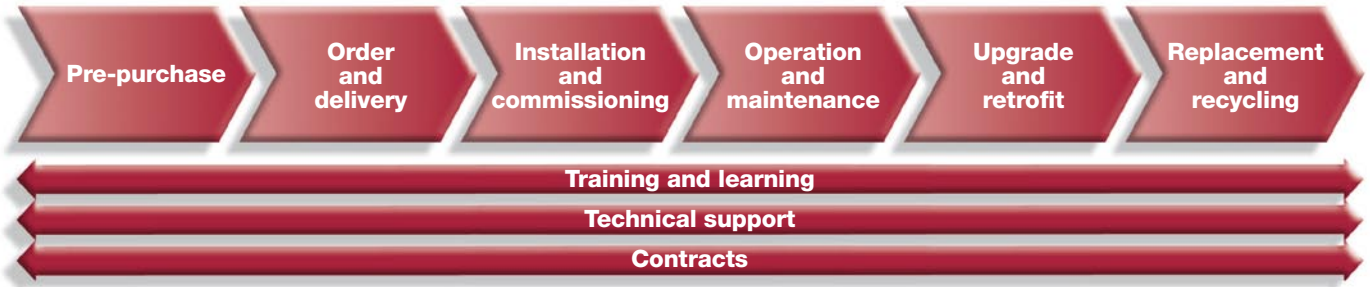 Pre-purchase
Order
and
delivery
Installation
and
commissioning
Operation
and
maintenance
Upgrade
and
retrofit
Replacement
and
recycling
Training and learning
Technical support
Contracts